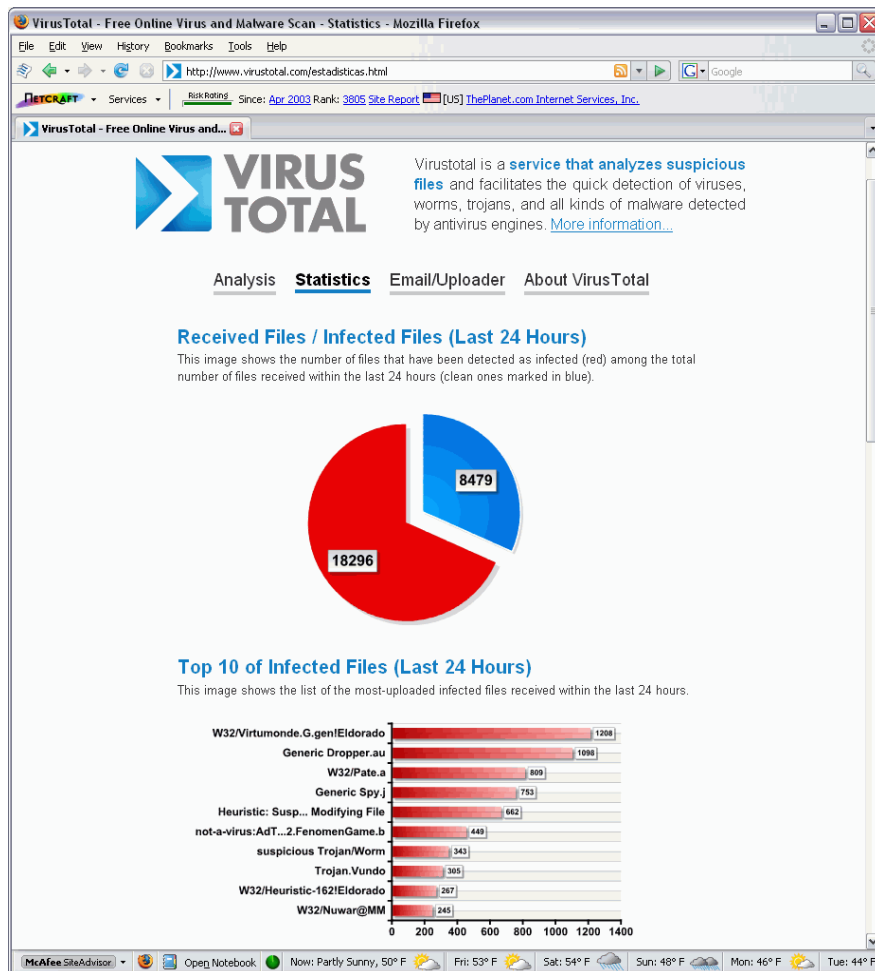 VirusTotal - Free Online Virus and Malware Scan - Statistics - Mozilla Firefox
File Edit View History Bookmarks Tools Help
http://www.virustotal.com/estadisticas.html
G Google
NETCRAFT Services Risk Rating Since: Apr 2003 Rank: 3805 Site Report [US] ThePlanet.com Internet Services, Inc.
VirusTotal - Free Online Virus and...
VIRUS
TOTAL
Virustotal is a service that analyzes suspicious
files and facilitates the quick detection of viruses,
worms, trojans, and all kinds of malware detected
by antivirus engines. More information...
Analysis Statistics Email/Uploader About VirusTotal
Received Files / Infected Files (Last 24 Hours)
This image shows the number of files that have been detected as infected (red) among the total
number of files received within the last 24 hours (clean ones marked in blue).
8479
18296
Top 10 of Infected Files (Last 24 Hours)
This image shows the list of the most-uploaded infected files received within the last 24 hours.
W32/Virtumonde.G.gen!Eldorado 1208
Generic Dropper.au 1098
W32/Pate.a 809
Generic Spy.j 753
Heuristic: Susp... Modifying File 662
not-a-virus:AdT...2.FenomenGame.b 449
suspicious Trojan/Worm 343
Trojan.Vundo 305
W32/Heuristic-162!Eldorado 267
W32/Nuwar@MM 245
0 200 400 600 800 1000 1200 1400
McAfee SiteAdvisor Open Notebook Now: Partly Sunny, 50° F Fri: 53° F Sat: 54° F Sun: 48° F Mon: 46° F Tue: 44° F